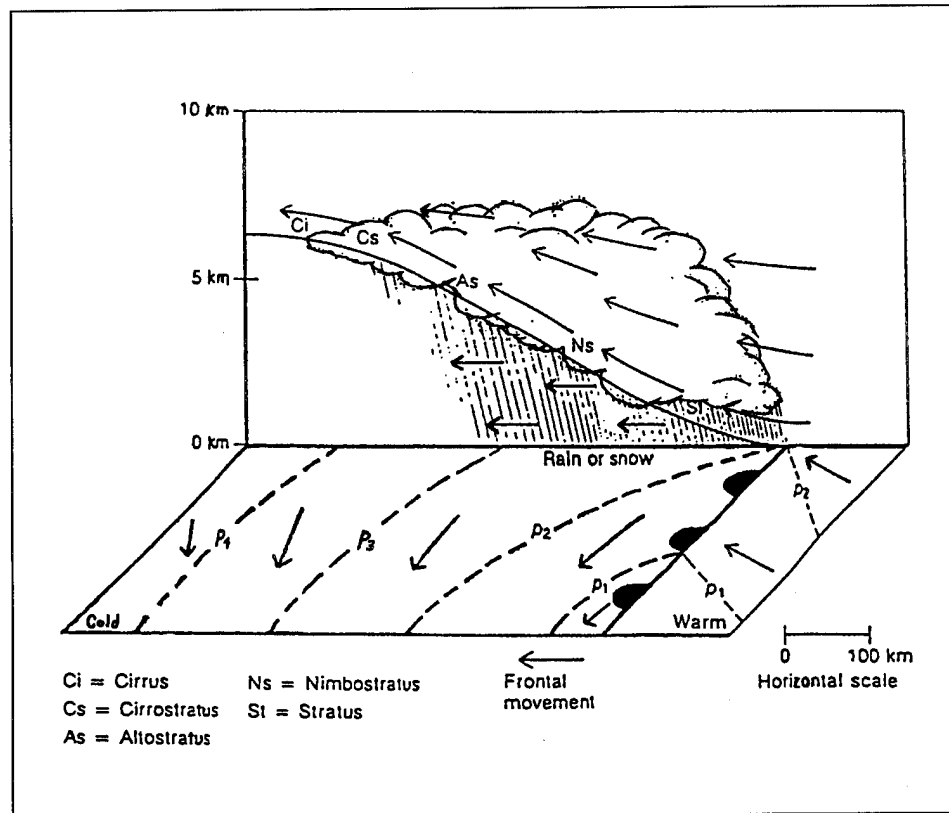 10 km
Ci
Cs
5 km
As
Ns
St
0 km
Rain or snow
p2
p4
p3
p2
p1
p1
Cold
Warm
0 100 km
Ci = Cirrus
Ns = Nimbostratus
Frontal
movement
Horizontal scale
Cs = Cirrostratus
St = Stratus
As = Altostratus